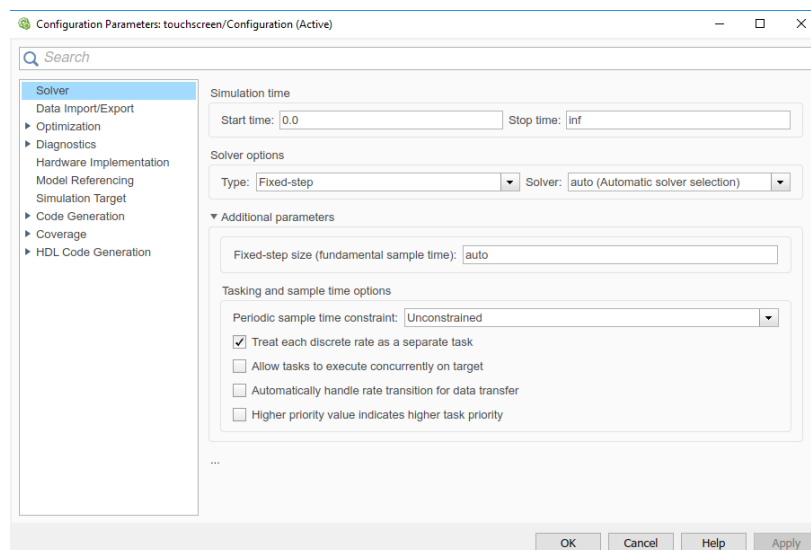 Configuration Parameters: touchscreen/Configuration (Active)
Search
Solver
Data Import/Export
Optimization
Diagnostics
Hardware Implementation
Model Referencing
Simulation Target
Code Generation
Coverage
HDL Code Generation
Simulation time
Start time: 0.0 Stop time: inf
Solver options
Type: Fixed-step Solver: auto (Automatic solver selection)
Additional parameters
Fixed-step size (fundamental sample time): auto
Tasking and sample time options
Periodic sample time constraint: Unconstrained
Treat each discrete rate as a separate task
Allow tasks to execute concurrently on target
Automatically handle rate transition for data transfer
Higher priority value indicates higher task priority
...
OK Cancel Help Apply